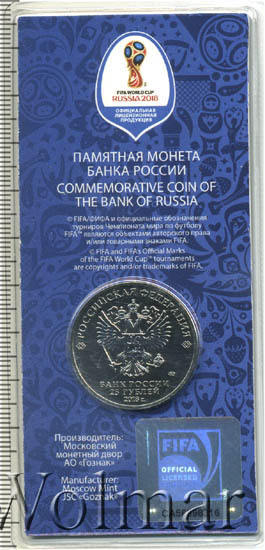 FIFA WORLD CUP
RUSSIA 2018
ОФИЦИАЛЬНАЯ
ЛИЦЕНЗИОННАЯ
ПРОДУКЦИЯ
ПАМЯТНАЯ МОНЕТА
БАНКА РОССИИ
COMMEMORATIVE COIN OF
THE BANK OF RUSSIA
© FIFA/ФИФА и официальные обозначения
турниров Чемпионата мира по футболу
FIFA™ являются объектами авторского права
и/или товарными знаками FIFA.
© FIFA and FIFA's Official Marks
of the FIFA World Cup™ tournaments
are copyrights and/or trademarks of FIFA.
РОССИЙСКАЯ ФЕДЕРАЦИЯ
БАНК РОССИИ
25 РУБЛЕЙ
2018 г.
Производитель:
Московский
монетный двор
АО «Гознак»
Manufacturer:
Moscow Mint
JSC «Goznak»
FIFA
OFFICIAL
LICENSED
Wolmar